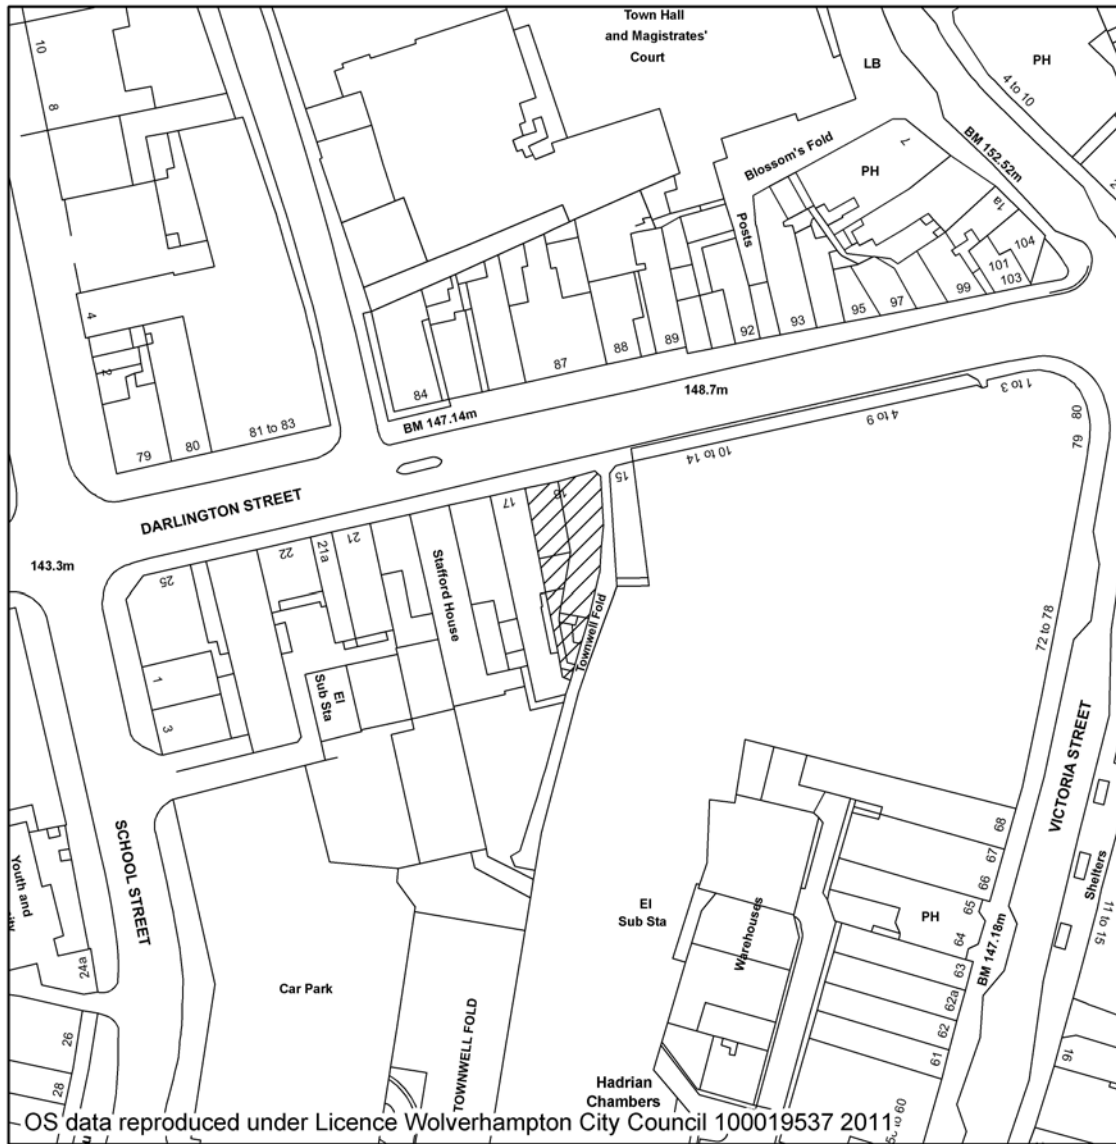 Town Hall
and Magistrates'
Court
LB
PH
4 to 10
10
8
BM 152.52m
Blossom's Fold
7
PH
1a
Posts
104
101
103
99
97
95
93
92
89
88
87
84
4
2
148.7m
BM 147.14m
1 to 3
4 to 9
10 to 14
80
79
81 to 83
80
79
15
DARLINGTON STREET
17
143.3m
25
22
21a
21
Stafford House
Townwell Fold
72 to 78
1
3
El
Sub Sta
VICTORIA STREET
SCHOOL STREET
68
67
66
65
64
63
62a
62
61
PH
Shelters
11 to 15
BM 147.18m
Youth and
24a
El
Sub Sta
Warehouses
Car Park
TOWNWELL FOLD
26
28
16
Hadrian
Chambers
to 60
OS data reproduced under Licence Wolverhampton City Council 100019537 2011